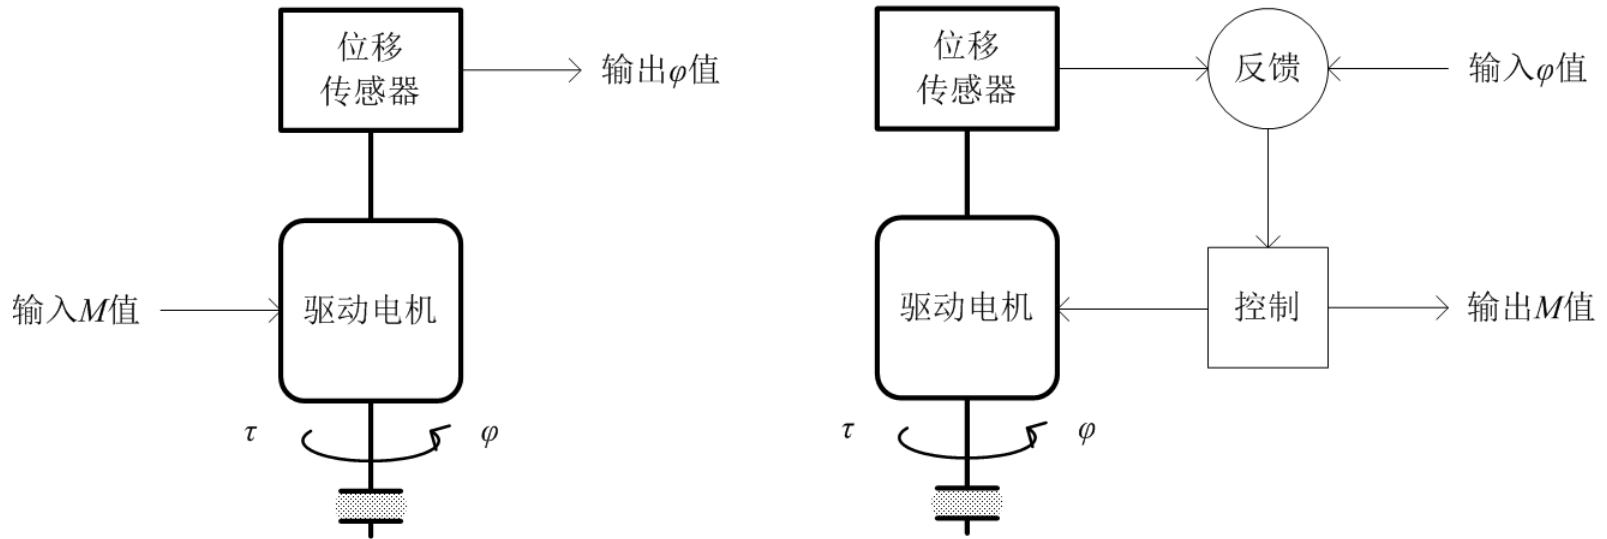 位移
传感器
输出φ值
输入M值
驱动电机
τ
φ
位移
传感器
反馈
输入φ值
驱动电机
控制
输出M值
τ
φ